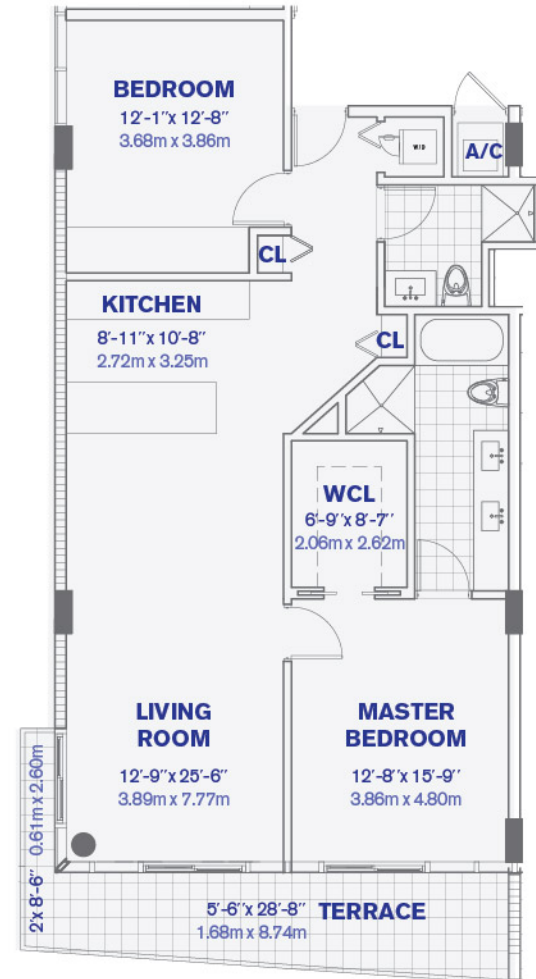 BEDROOM
12'-1" x 12'-8"
3.68m x 3.86m
W/D
A/C
CL
KITCHEN
8'-11" x 10'-8"
2.72m x 3.25m
CL
WCL
6'-9" x 8'-7"
2.06m x 2.62m
LIVING
ROOM
12'-9" x 25'-6"
3.89m x 7.77m
MASTER
BEDROOM
12'-8" x 15'-9"
3.86m x 4.80m
2'x 8'-6" 0.61m x 2.60m
5'-6" x 28'-8" TERRACE
1.68m x 8.74m